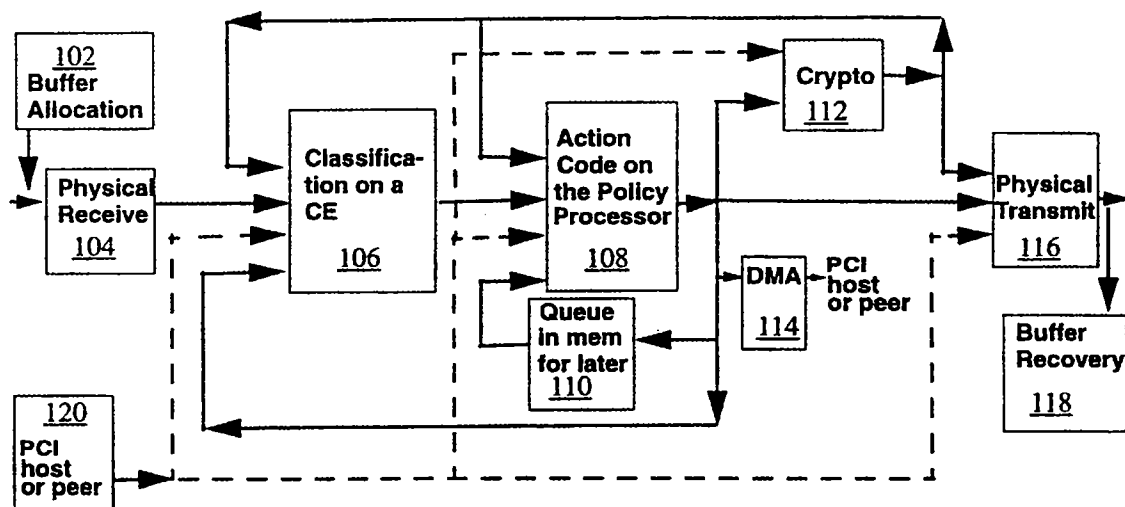 102
Buffer
Allocation
Physical
Receive
104
Classifica-
tion on a
CE
106
Action
Code on
the Policy
Processor
108
Crypto
112
Physical
Transmit
116
Queue
in mem
for later
110
DMA
114
PCI
host
or peer
Buffer
Recovery
118
120
PCI
host
or peer